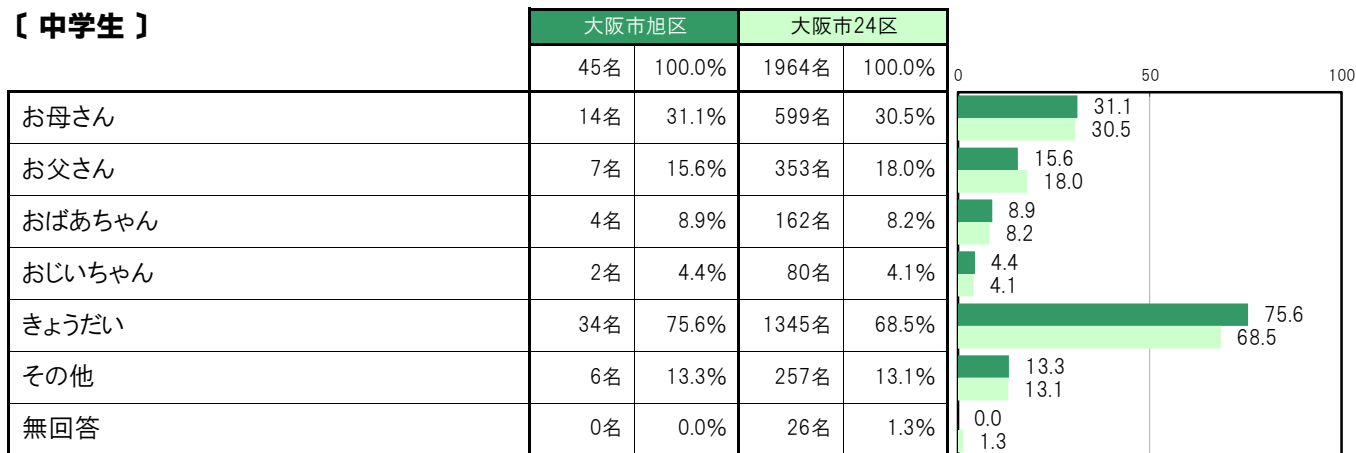 〔 中学生 〕
大阪市旭区 大阪市24区
45名 100.0% 1964名 100.0% 0 50 100
お母さん 14名 31.1% 599名 30.5% 31.1
30.5
お父さん 7名 15.6% 353名 18.0% 15.6
18.0
おばあちゃん 4名 8.9% 162名 8.2% 8.9
8.2
おじいちゃん 2名 4.4% 80名 4.1% 4.4
4.1
きょうだい 34名 75.6% 1345名 68.5% 75.6
68.5
その他 6名 13.3% 257名 13.1% 13.3
13.1
無回答 0名 0.0% 26名 1.3% 0.0
1.3